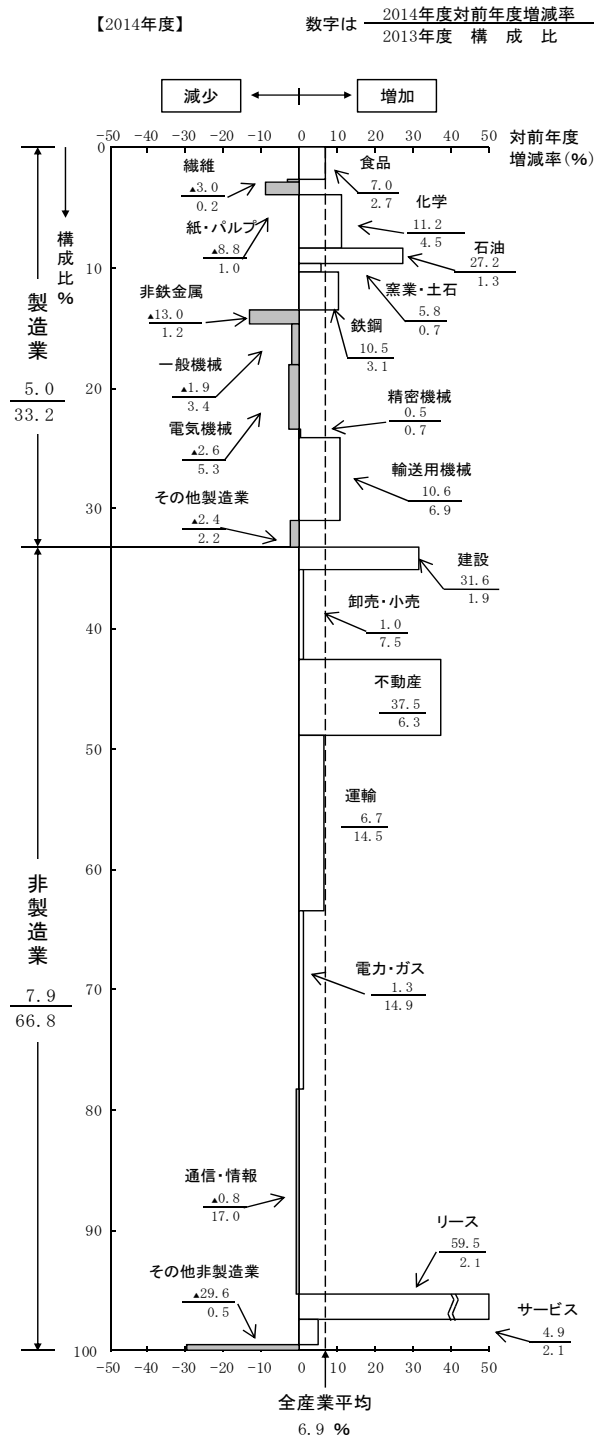 【2014年度】
数字は
2014年度対前年度増減率
2013年度 構 成 比
減少
増加
−50 −40 −30 −20 −10 0 10 20 30 40 50
対前年度
増減率(%)
0
10
20
30
40
50
60
70
80
90
100
構成比%
製造業
5.0
33.2
非製造業
7.9
66.8
食品
7.0
2.7
繊維
▲3.0
0.2
化学
11.2
4.5
紙・パルプ
▲8.8
1.0
石油
27.2
1.3
窯業・土石
5.8
0.7
非鉄金属
▲13.0
1.2
鉄鋼
10.5
3.1
一般機械
▲1.9
3.4
精密機械
0.5
0.7
電気機械
▲2.6
5.3
輸送用機械
10.6
6.9
その他製造業
▲2.4
2.2
建設
31.6
1.9
卸売・小売
1.0
7.5
不動産
37.5
6.3
運輸
6.7
14.5
電力・ガス
1.3
14.9
通信・情報
▲0.8
17.0
リース
59.5
2.1
その他非製造業
▲29.6
0.5
サービス
4.9
2.1
−50 −40 −30 −20 −10 0 10 20 30 40 50
全産業平均
6.9 %